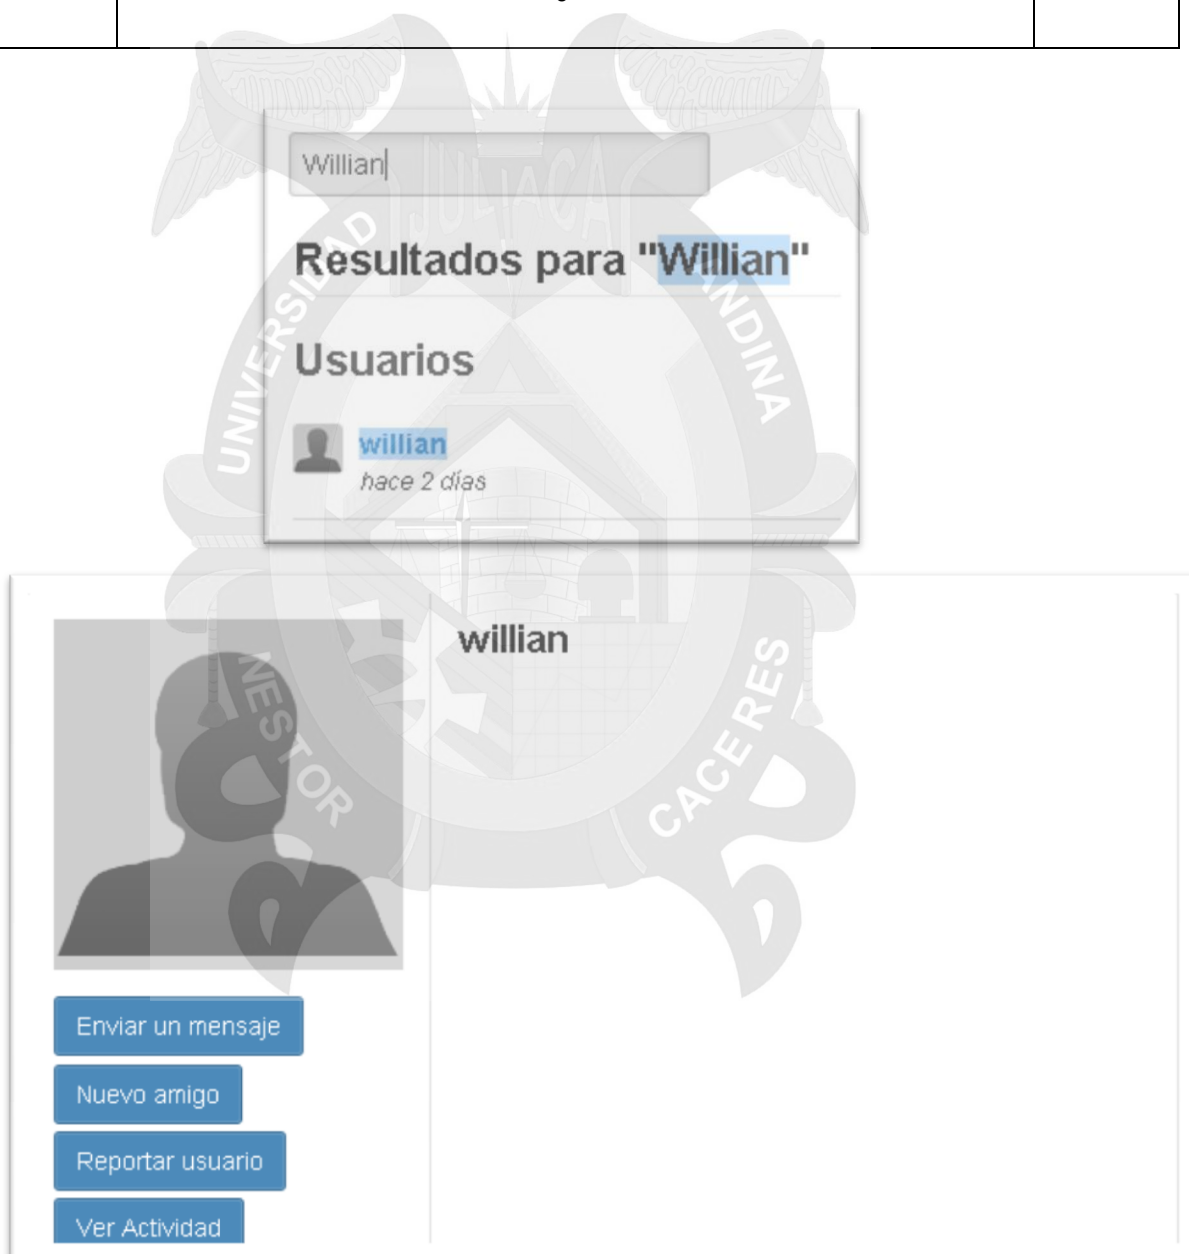 Willian
Resultados para "Willian"
Usuarios
willian
hace 2 días
willian
Enviar un mensaje
Nuevo amigo
Reportar usuario
Ver Actividad
UNIVERSIDAD
ANDINA
NESTOR
CACERES
JULIACA